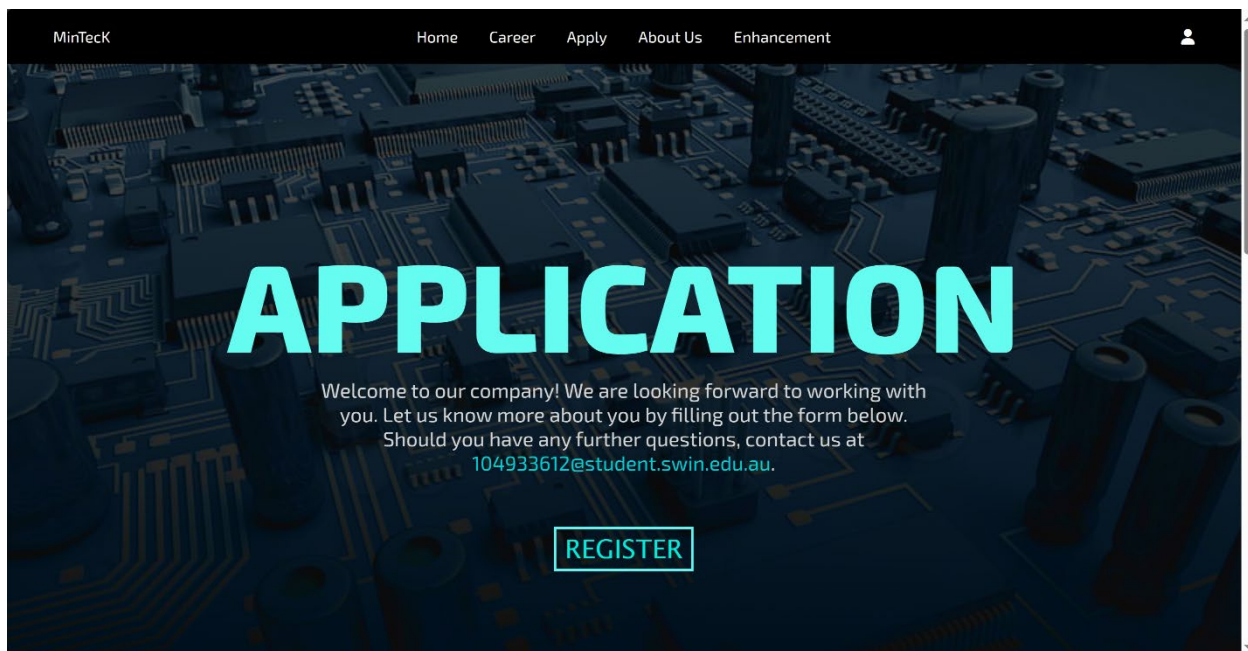 MinTecK Home Career Apply About Us Enhancement
APPLICATION
Welcome to our company! We are looking forward to working with
you. Let us know more about you by filling out the form below.
Should you have any further questions, contact us at
104933612@student.swin.edu.au.
REGISTER